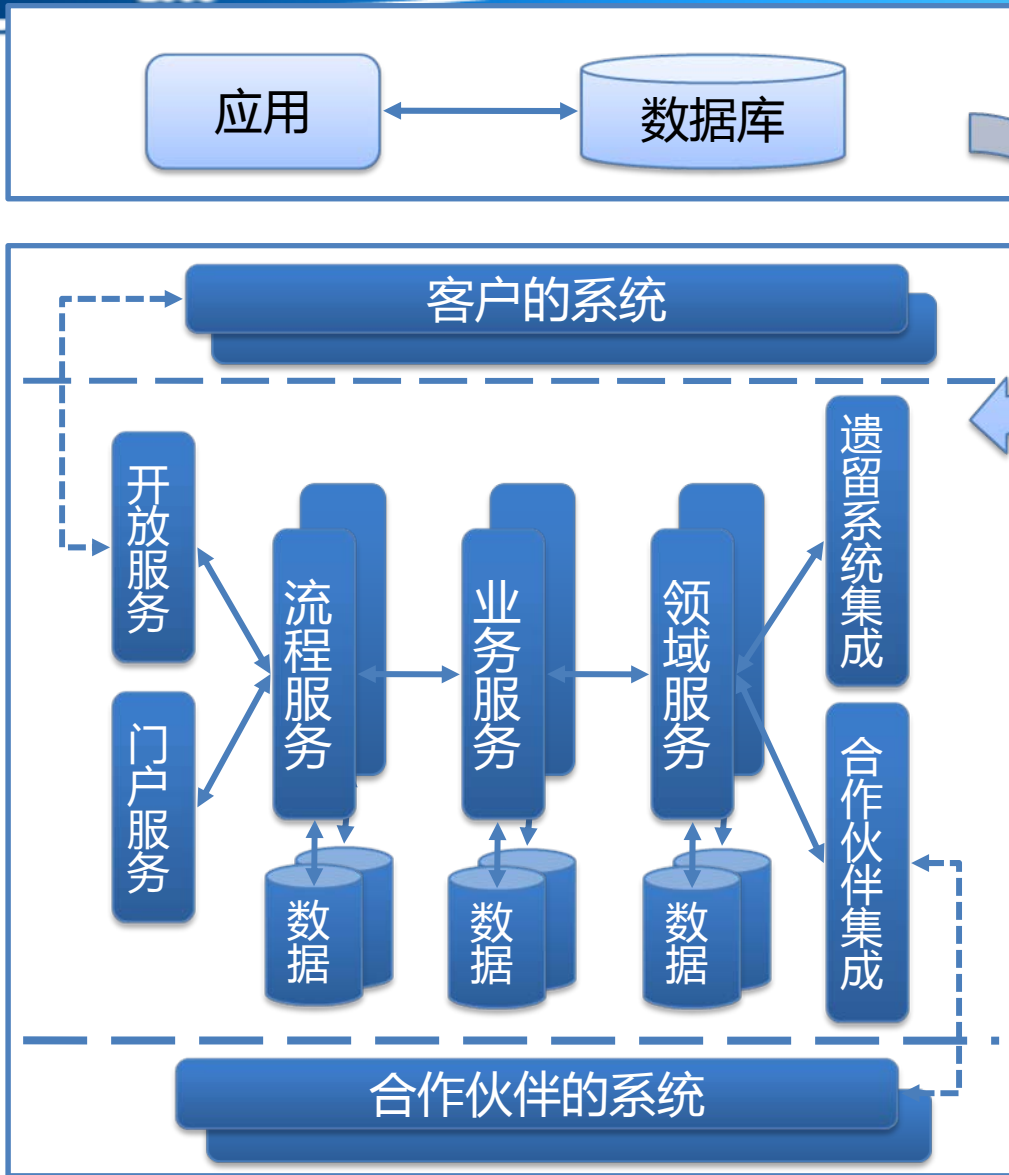 应用
数据库
客户的系统
开放服务
门户服务
流程服务
业务服务
领域服务
遗留系统集成
合作伙伴集成
数据
数据
数据
合作伙伴的系统